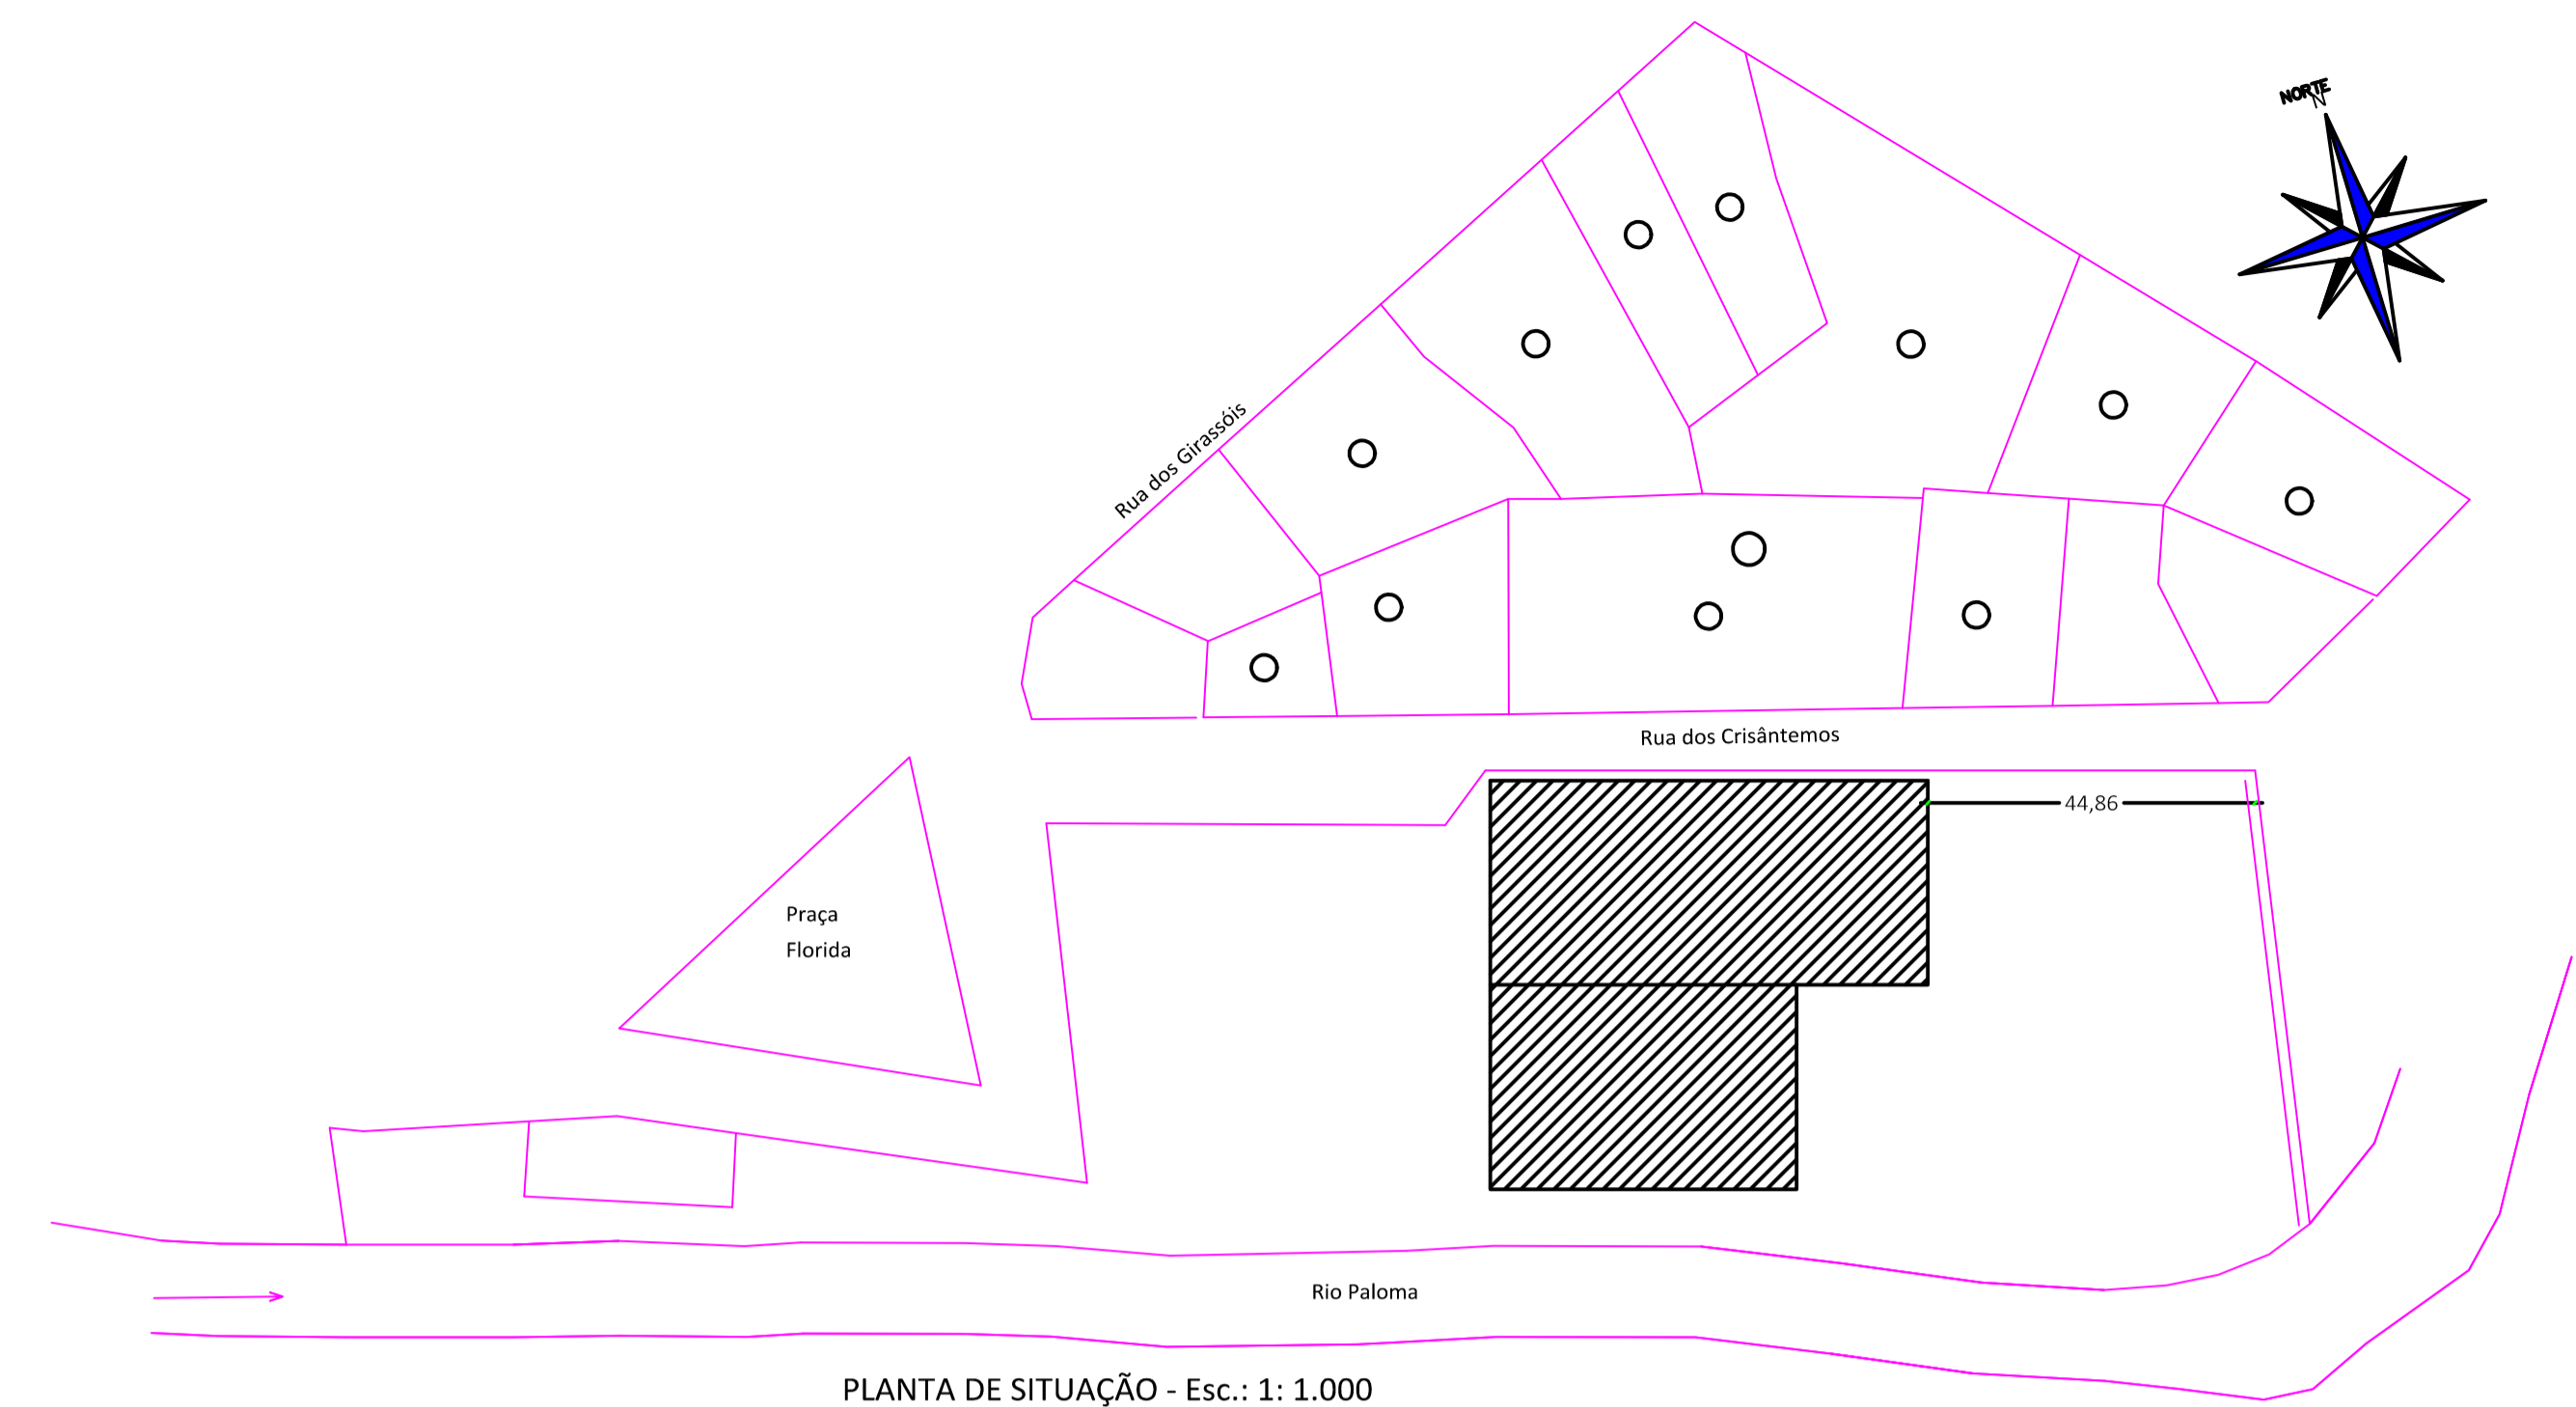 NORTE
N
Rua dos Girassóis
Rua dos Crisântemos
44,86
Praça
Florida
Rio Paloma
PLANTA DE SITUAÇÃO - Esc.: 1: 1.000